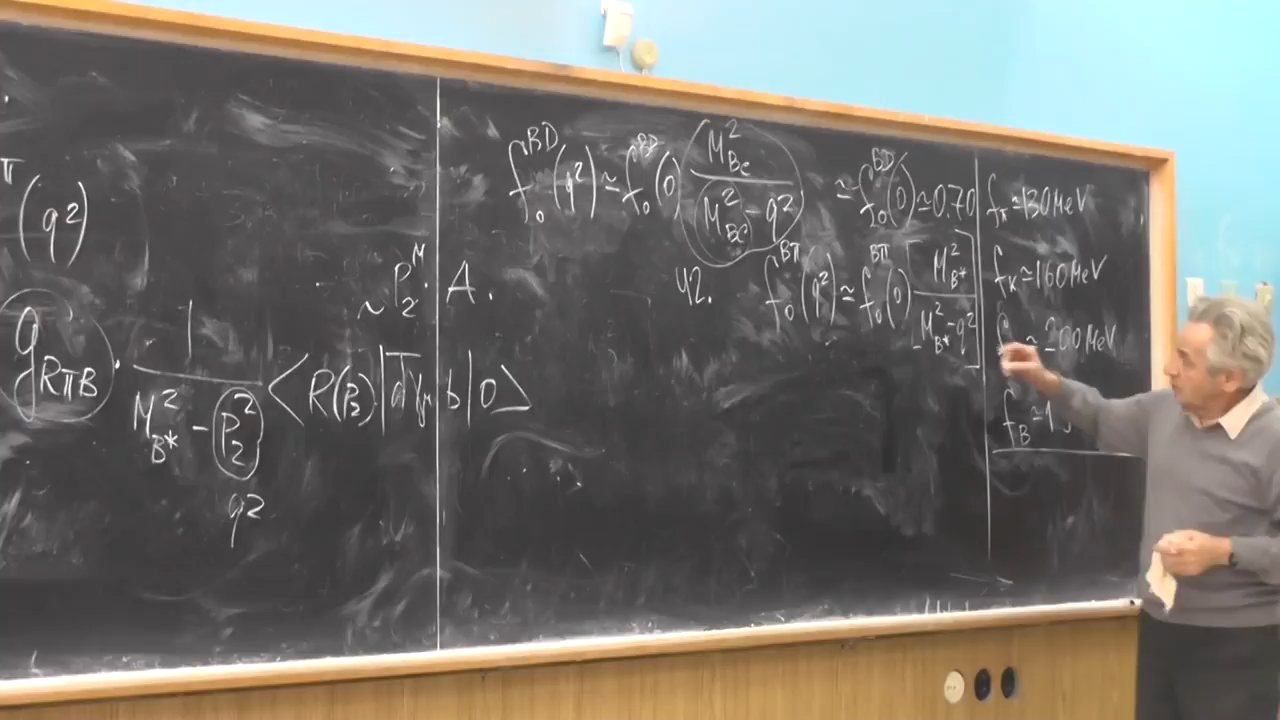 π
(q²)
g_{RπB} · 1 / (M²_{B*} - P₂²) <R(P₂)|d̄γ_μ b|0>
q²
~ P₂^μ · A.
f₀^{BD}(q²) ≃ f₀^{BD}(0) (M²_{Bc} / (M²_{Bc} - q²)) ≃ f₀^{BD}(0) ≃ 0.70
42. f₀^{Bπ}(q²) ≃ f₀^{Bπ}(0) [M²_{B*} / (M²_{B*} - q²)]
f_π ≃ 130 MeV
f_K ≃ 160 MeV
≃ 200 MeV
f_B ≃ 1